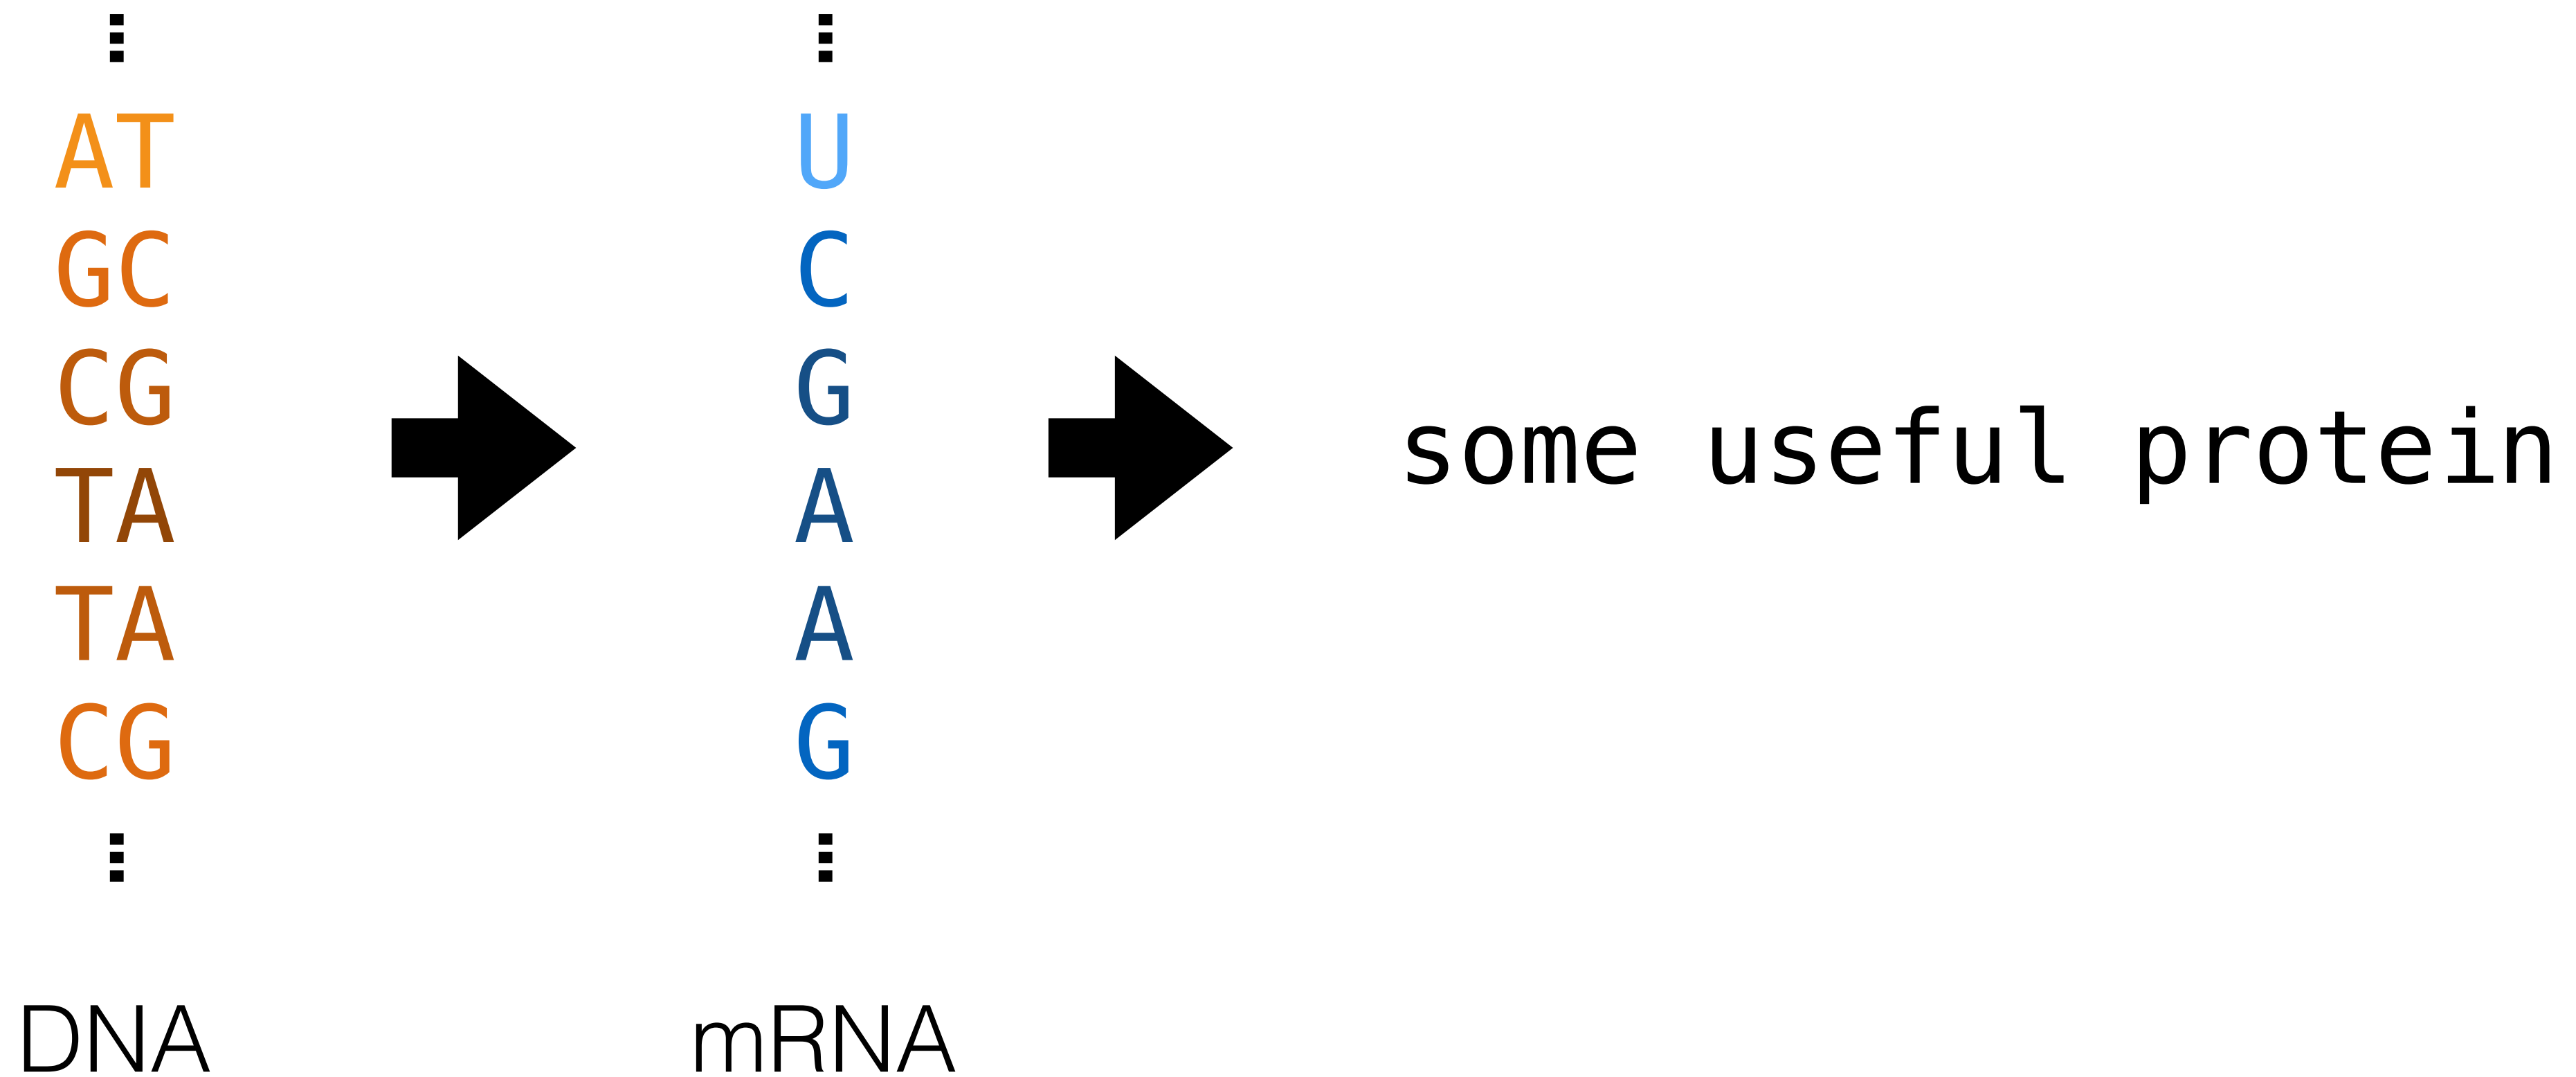 AT
GC
CG
TA
TA
CG
DNA
U
C
G
A
A
G
mRNA
some useful protein